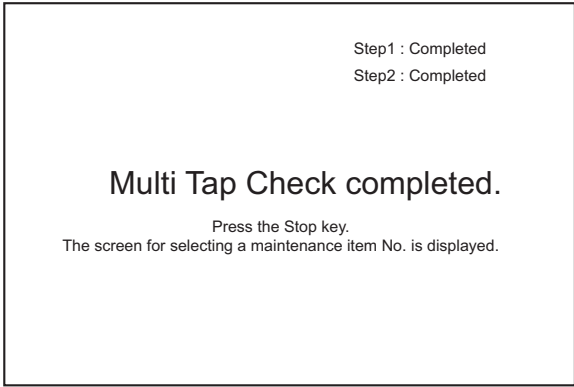 Step1 : Completed
Step2 : Completed
Multi Tap Check completed.
Press the Stop key.
The screen for selecting a maintenance item No. is displayed.